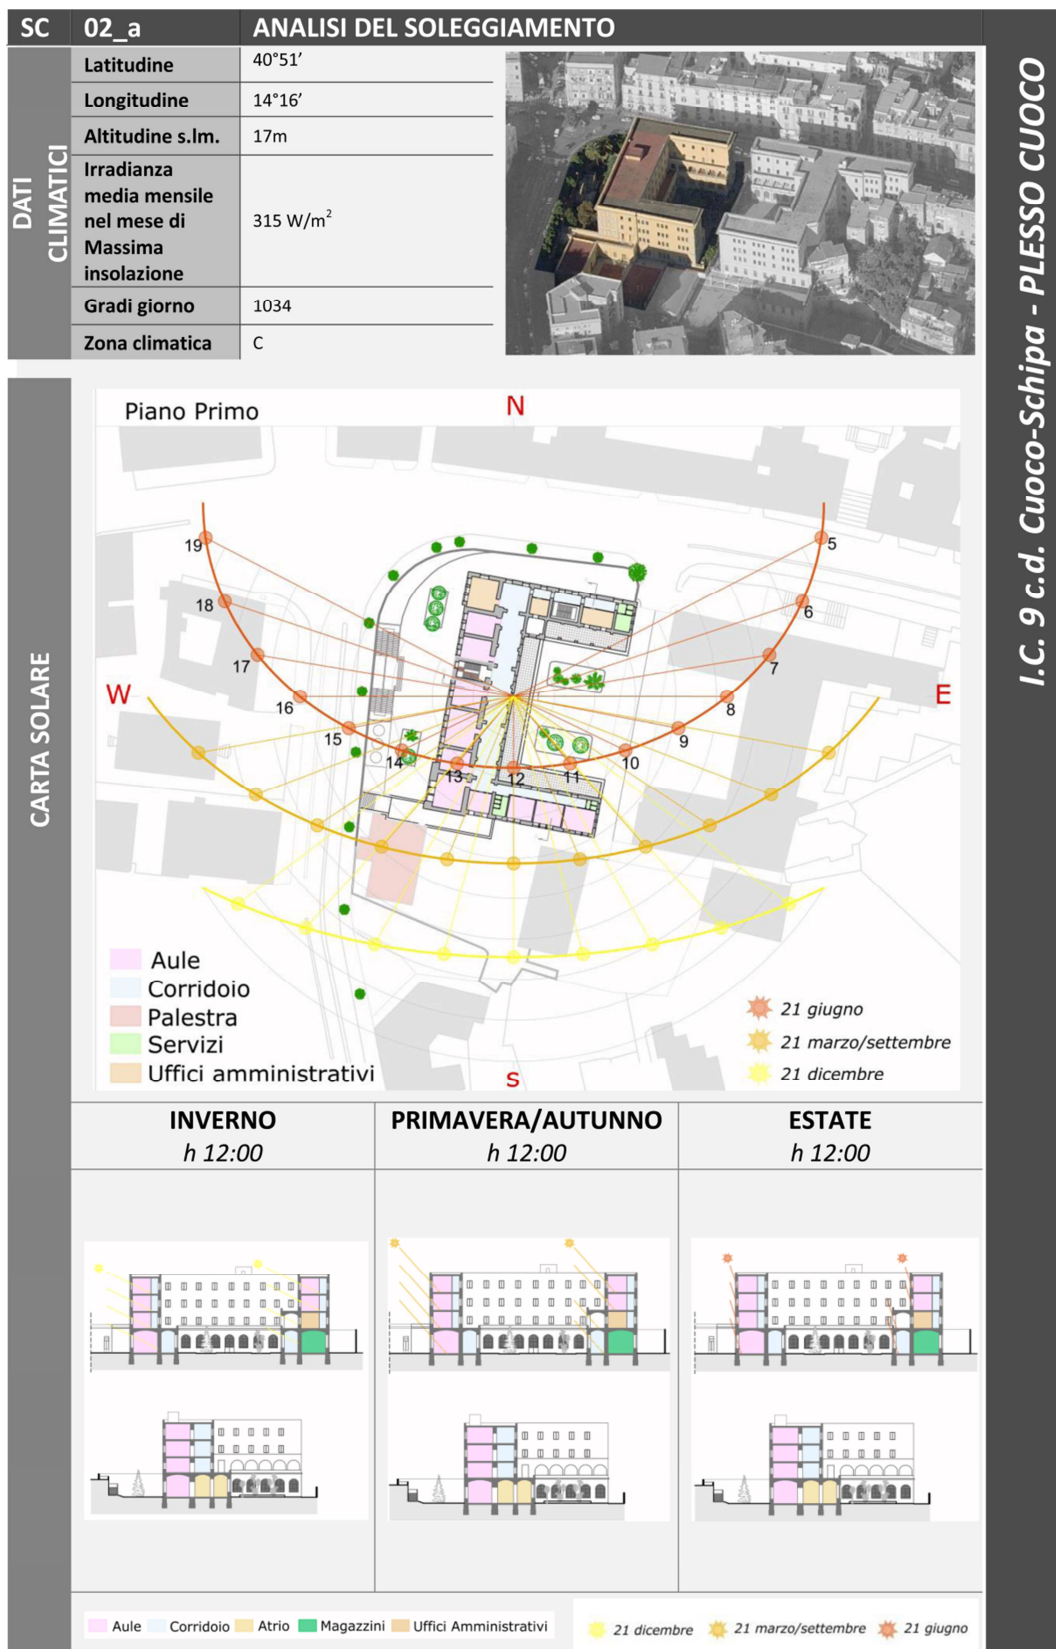 SC 02_a ANALISI DEL SOLEGGIAMENTO
DATI CLIMATICI
Latitudine 40°51’
Longitudine 14°16’
Altitudine s.lm. 17m
Irradianza
media mensile
nel mese di
Massima
insolazione
315 W/m²
Gradi giorno 1034
Zona climatica C
I.C. 9 c.d. Cuoco-Schipa - PLESSO CUOCO
CARTA SOLARE
Piano Primo
N
19
5
18
6
17
7
W
E
16
8
15
9
14
10
13
12
11
Aule
Corridoio
Palestra
Servizi
Uffici amministrativi
21 giugno
21 marzo/settembre
21 dicembre
s
INVERNO
h 12:00
PRIMAVERA/AUTUNNO
h 12:00
ESTATE
h 12:00
Aule Corridoio Atrio Magazzini Uffici Amministrativi
21 dicembre 21 marzo/settembre 21 giugno